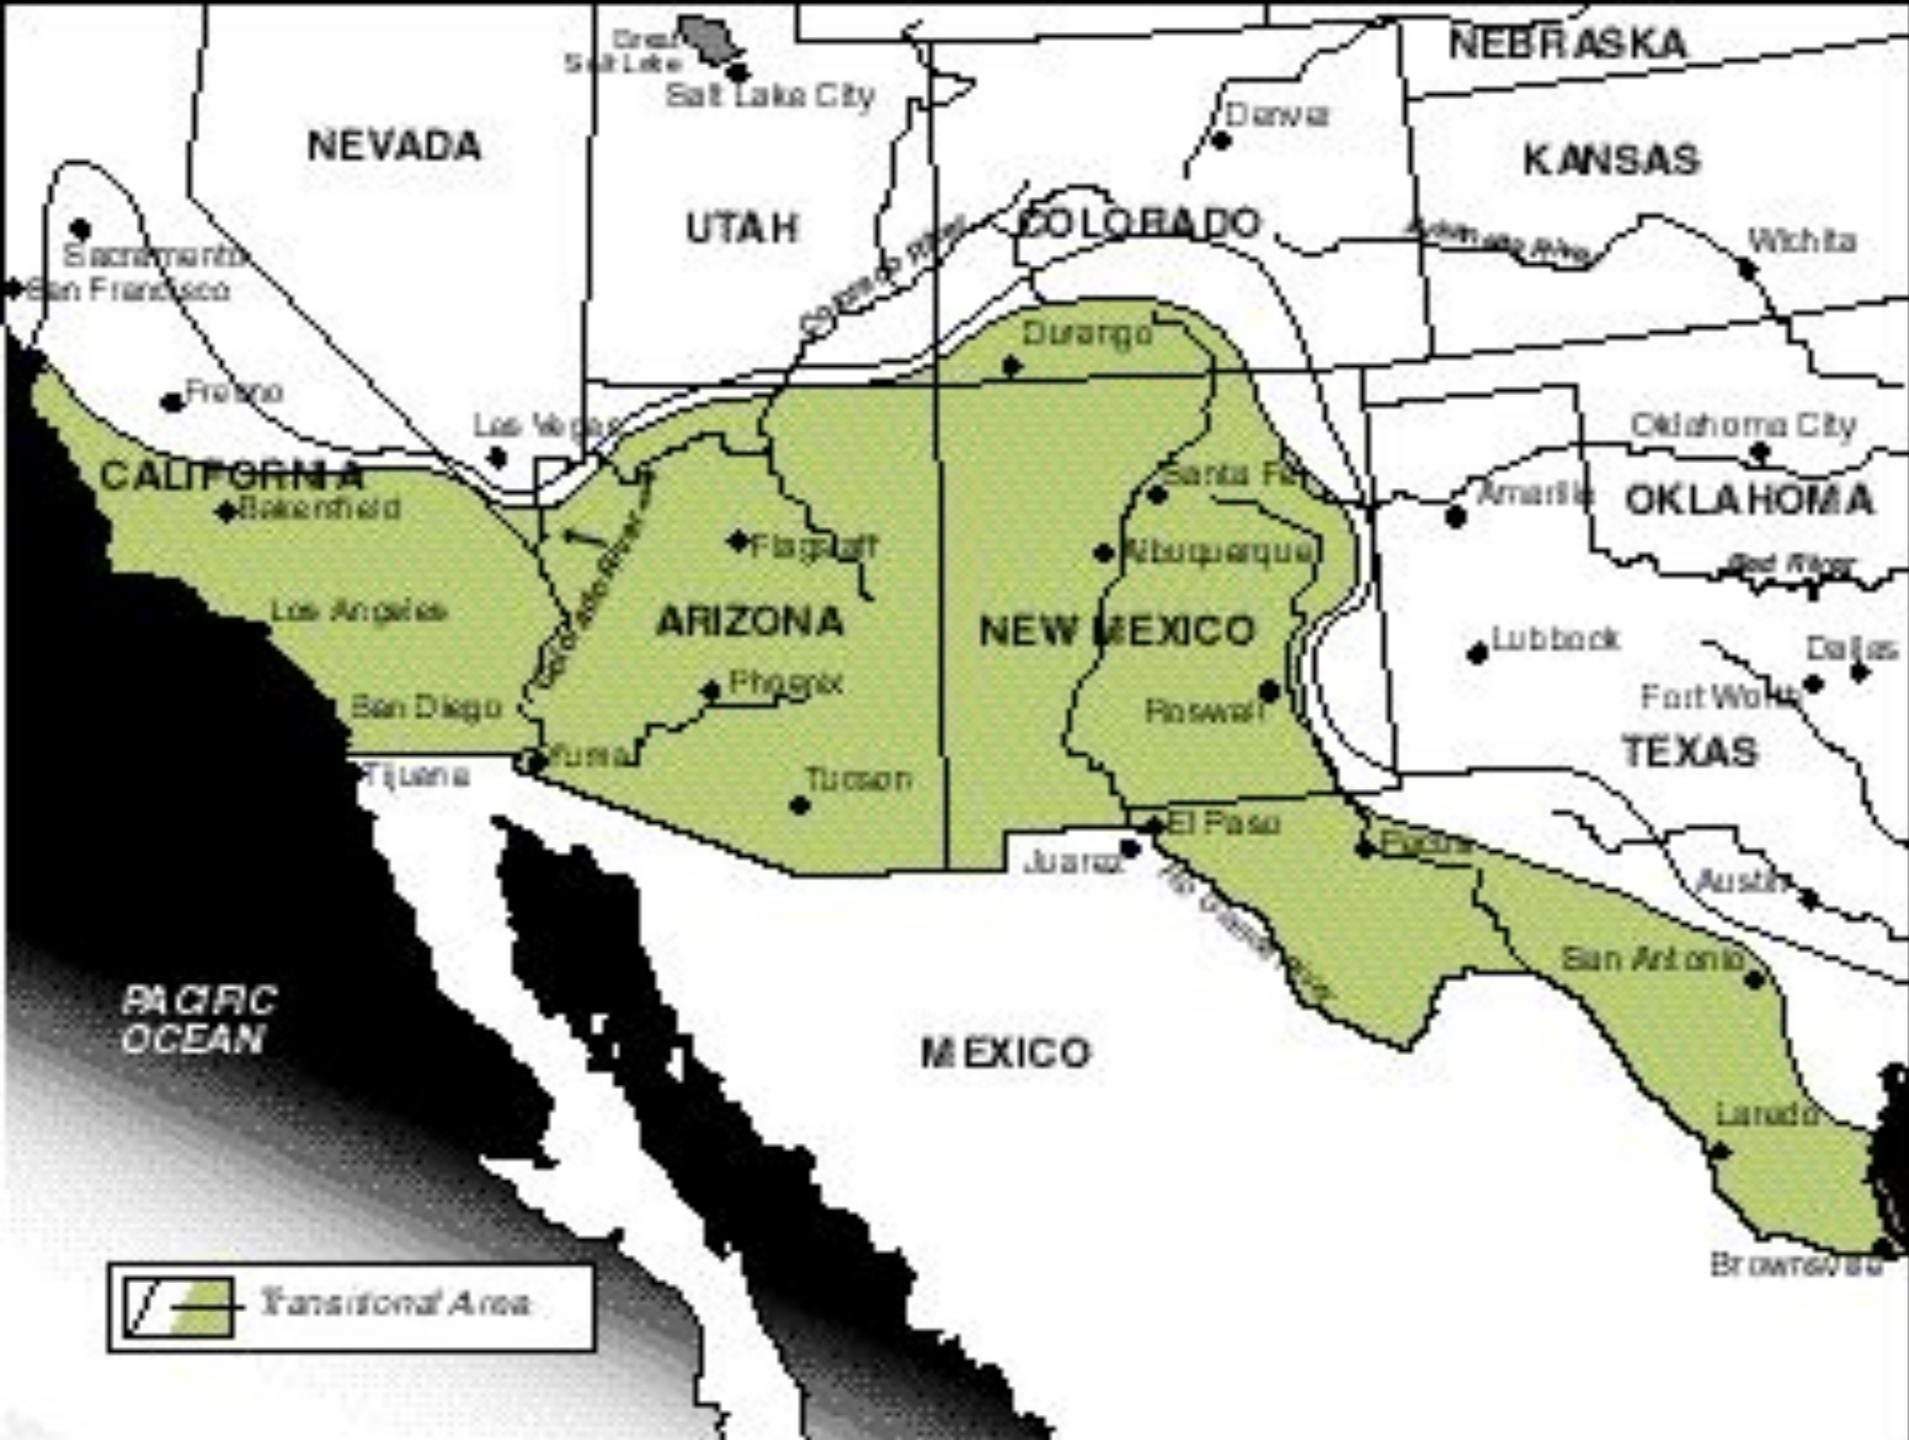 NEBRASKA
Great
Salt Lake
Salt Lake City
Denver
NEVADA
KANSAS
UTAH
COLORADO
Arkansas River
Wichita
Sacramento
San Francisco
Colorado River
Durango
Fresno
Las Vegas
Oklahoma City
CALIFORNIA
Santa Fe
Amarillo
OKLAHOMA
Bakersfield
Flagstaff
Albuquerque
Red River
Los Angeles
Colorado River
ARIZONA
NEW MEXICO
Lubbock
Dallas
Phoenix
Fort Worth
San Diego
Roswell
TEXAS
Yuma
Tijuana
Tucson
El Paso
Pecos
Juarez
Austin
Rio Grande River
San Antonio
PACIFIC
OCEAN
MEXICO
Laredo
Brownsville
Transitional Area